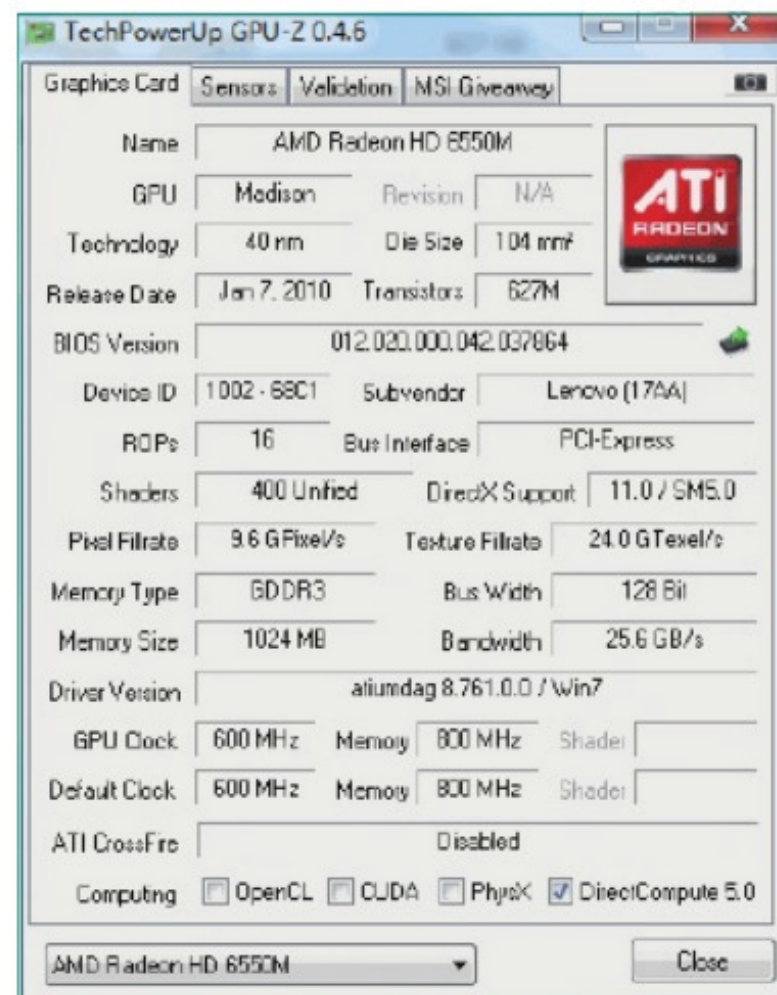 TechPowerUp GPU-Z 0.4.6
Graphics Card Sensors Validation MSI Giveaway
Name AMD Radeon HD 6550M
GPU Madison Revision N/A
ATI
RADEON
GRAPHICS
Technology 40 nm Die Size 104 mm²
Release Date Jan 7, 2010 Transistors 627M
BIOS Version 012.020.000.042.037864
Device ID 1002 - 68C1 Subvendor Lenovo (17AA)
ROPs 16 Bus Interface PCI-Express
Shaders 400 Unified DirectX Support 11.0 / SM5.0
Pixel Fillrate 9.6 GPixel/s Texture Fillrate 24.0 GTexel/s
Memory Type GDDR3 Bus Width 128 Bit
Memory Size 1024 MB Bandwidth 25.6 GB/s
Driver Version atiumdag 8.761.0.0 / Win7
GPU Clock 600 MHz Memory 800 MHz Shader
Default Clock 600 MHz Memory 800 MHz Shader
ATI CrossFire Disabled
Computing OpenCL CUDA PhysX DirectCompute 5.0
AMD Radeon HD 6550M Close